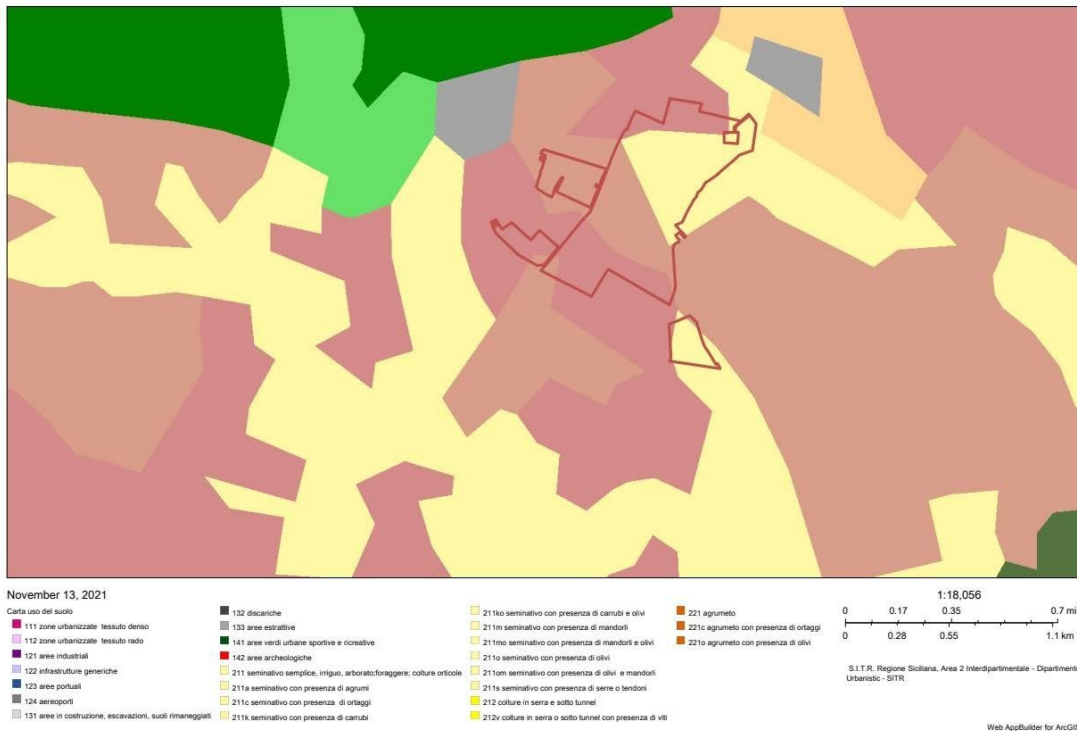 November 13, 2021
Carta uso del suolo
111 zone urbanizzate tessuto denso
112 zone urbanizzate tessuto rado
121 aree industriali
122 infrastrutture generiche
123 aree portuali
124 aereoporti
131 aree in costruzione, escavazioni, suoli rimaneggiati
132 discariche
133 aree estrattive
141 aree verdi urbane sportive e ricreative
142 aree archeologiche
211 seminativo semplice, irriguo, arborato;foraggere; colture orticole
211a seminativo con presenza di agrumi
211c seminativo con presenza di ortaggi
211k seminativo con presenza di carrubi
211ko seminativo con presenza di carrubi e olivi
211m seminativo con presenza di mandorli
211mo seminativo con presenza di mandorli e olivi
211o seminativo con presenza di olivi
211om seminativo con presenza di olivi e mandorli
211s seminativo con presenza di serre o tendoni
212 colture in serra e sotto tunnel
212v colture in serra o sotto tunnel con presenza di viti
221 agrumeto
221c agrumeto con presenza di ortaggi
221o agrumeto con presenza di olivi
1:18,056
0 0.17 0.35 0.7 mi
0 0.28 0.55 1.1 km
S.I.T.R. Regione Siciliana, Area 2 Interdipartimentale - Dipartimento
Urbanistic - SITR
Web AppBuilder for ArcGIS